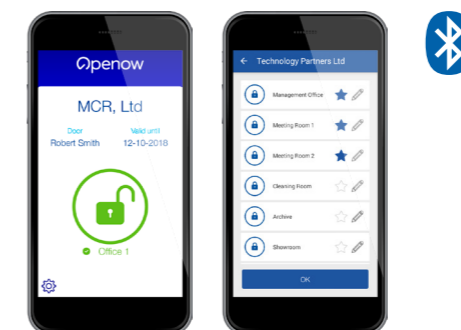 Openow
MCR, Ltd
Door
Valid until
Robert Smith
12-10-2018
Office 1
Technology Partners Ltd
Management Office
Meeting Room 1
Meeting Room 2
Cleaning Room
Archive
Showroom
OK